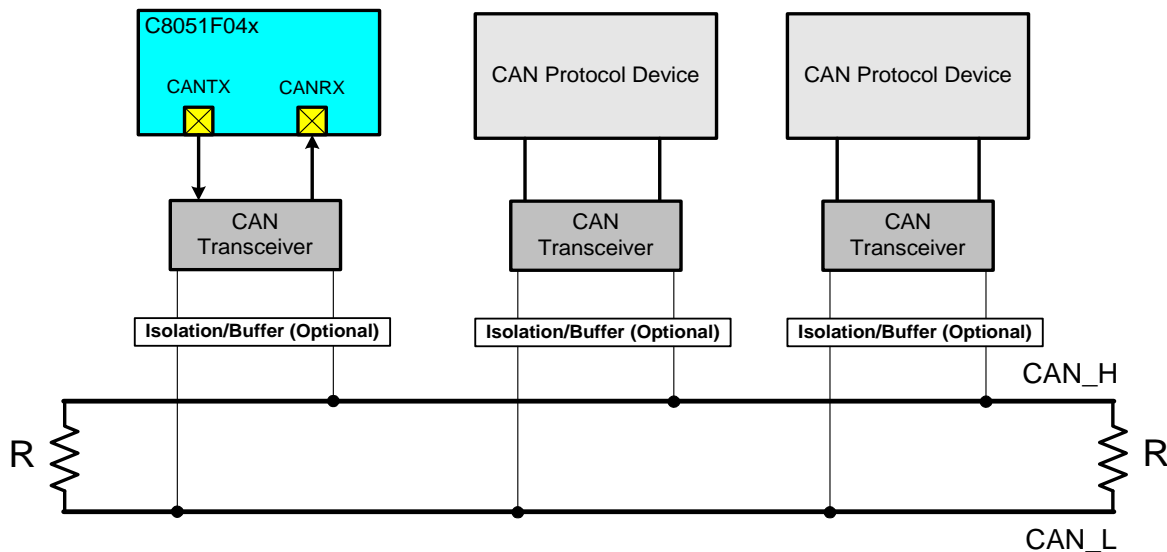 C8051F04x
CANTX
CANRX
CAN Protocol Device
CAN Protocol Device
CAN
Transceiver
CAN
Transceiver
CAN
Transceiver
Isolation/Buffer (Optional)
Isolation/Buffer (Optional)
Isolation/Buffer (Optional)
CAN_H
R
R
CAN_L